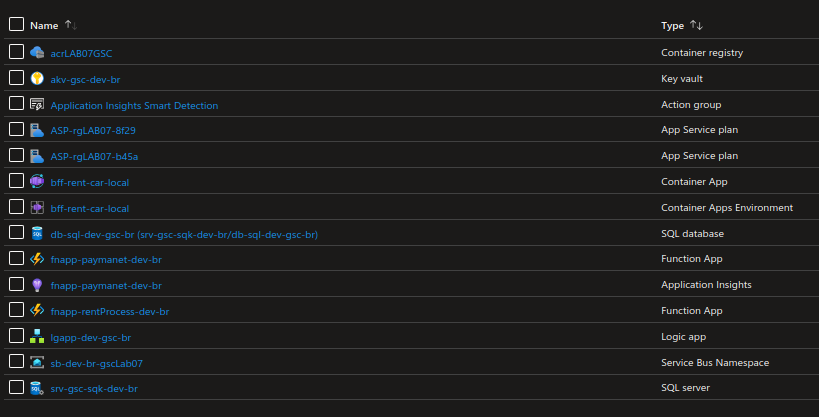 Name ↑↓ Type ↑↓
acrLAB07GSC Container registry
akv-gsc-dev-br Key vault
Application Insights Smart Detection Action group
ASP-rgLAB07-8f29 App Service plan
ASP-rgLAB07-b45a App Service plan
bff-rent-car-local Container App
bff-rent-car-local Container Apps Environment
db-sql-dev-gsc-br (srv-gsc-sqk-dev-br/db-sql-dev-gsc-br) SQL database
fnapp-paymanet-dev-br Function App
fnapp-paymanet-dev-br Application Insights
fnapp-rentProcess-dev-br Function App
lgapp-dev-gsc-br Logic app
sb-dev-br-gscLab07 Service Bus Namespace
srv-gsc-sqk-dev-br SQL server